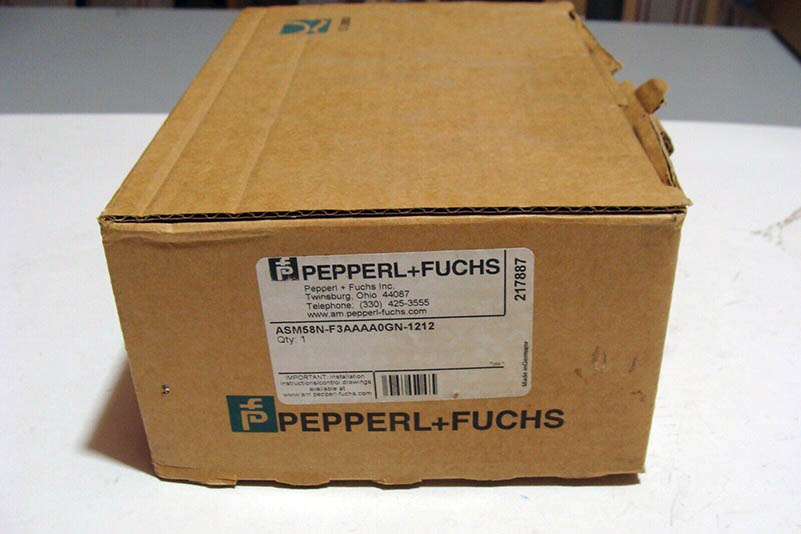 PEPPERL+FUCHS
Pepperl + Fuchs Inc.
Twinsburg, Ohio 44087
Telephone: (330) 425-3555
www.am.pepperl-fuchs.com
217887
ASM58N-F3AAAA0GN-1212
Qty: 1
Made in Germany
IMPORTANT: Installation
instructions/control drawings
available at
www.am.pepperl-fuchs.com
PEPPERL+FUCHS